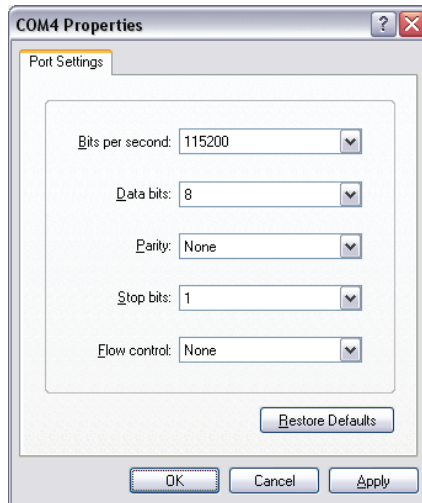 COM4 Properties
Port Settings
Bits per second: 115200
Data bits: 8
Parity: None
Stop bits: 1
Flow control: None
Restore Defaults
OK Cancel Apply